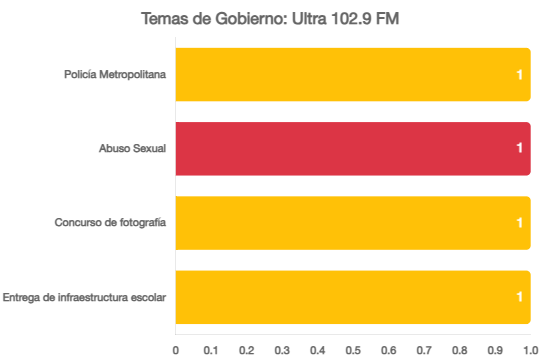 Temas de Gobierno: Ultra 102.9 FM
Policía Metropolitana 1
Abuso Sexual 1
Concurso de fotografía 1
Entrega de infraestructura escolar 1
0 0.1 0.2 0.3 0.4 0.5 0.6 0.7 0.8 0.9 1.0